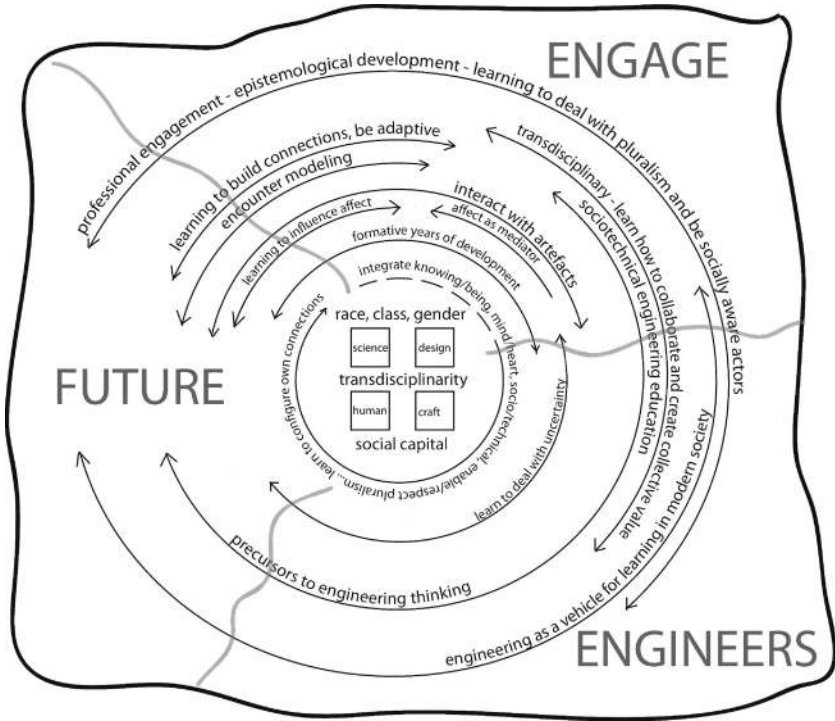 ENGAGE
professional engagement - epistemological development - learning to deal with pluralism and be socially aware actors
learning to build connections, be adaptive
encounter modeling
transdisciplinary - learn how to collaborate and create collective value
sociotechnical engineering education
interact with artefacts
affect as mediator
learning to influence affect
formative years of development
integrate knowing/being, mind/heart, socio/technical, enable/respect pluralism.... learn to configure own connections
race, class, gender
science
design
transdisciplinarity
human
craft
social capital
FUTURE
learn to deal with uncertainty
precursors to engineering thinking
engineering as a vehicle for learning in modern society
ENGINEERS